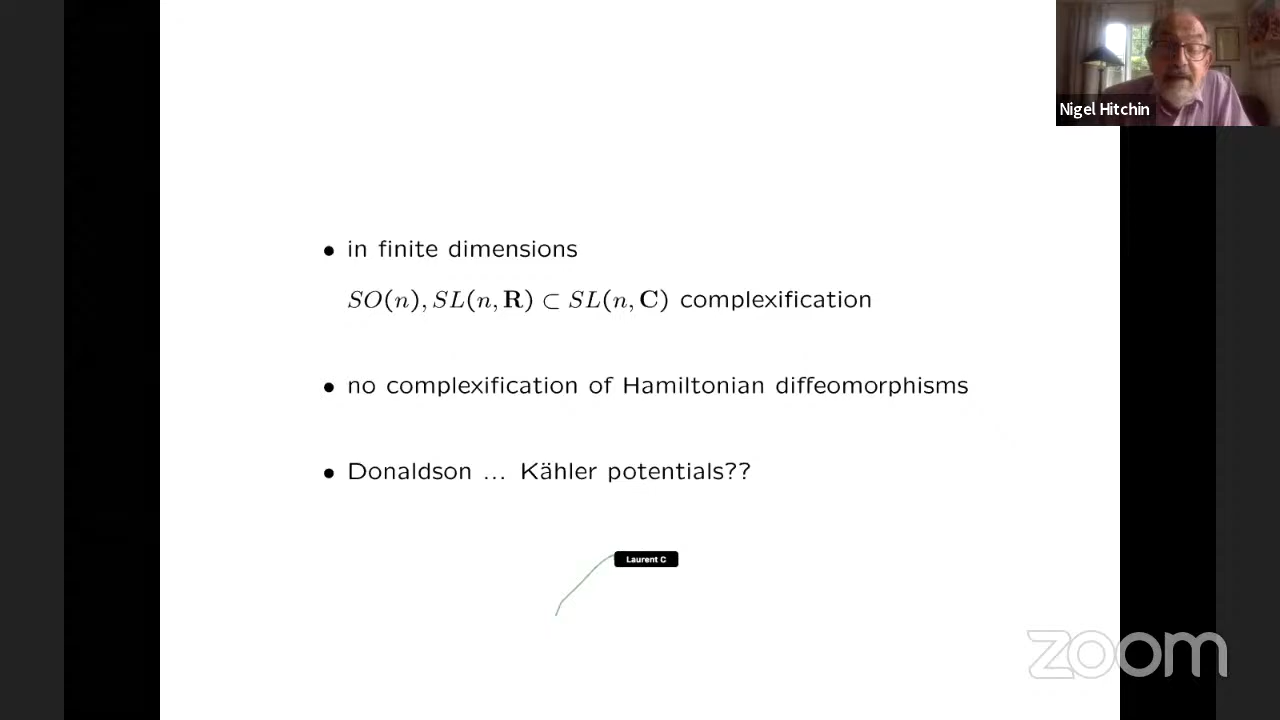 Nigel Hitchin
• in finite dimensions
SO(n), SL(n, R) ⊂ SL(n, C) complexification
• no complexification of Hamiltonian diffeomorphisms
• Donaldson ... Kähler potentials??
Laurent C
zoom